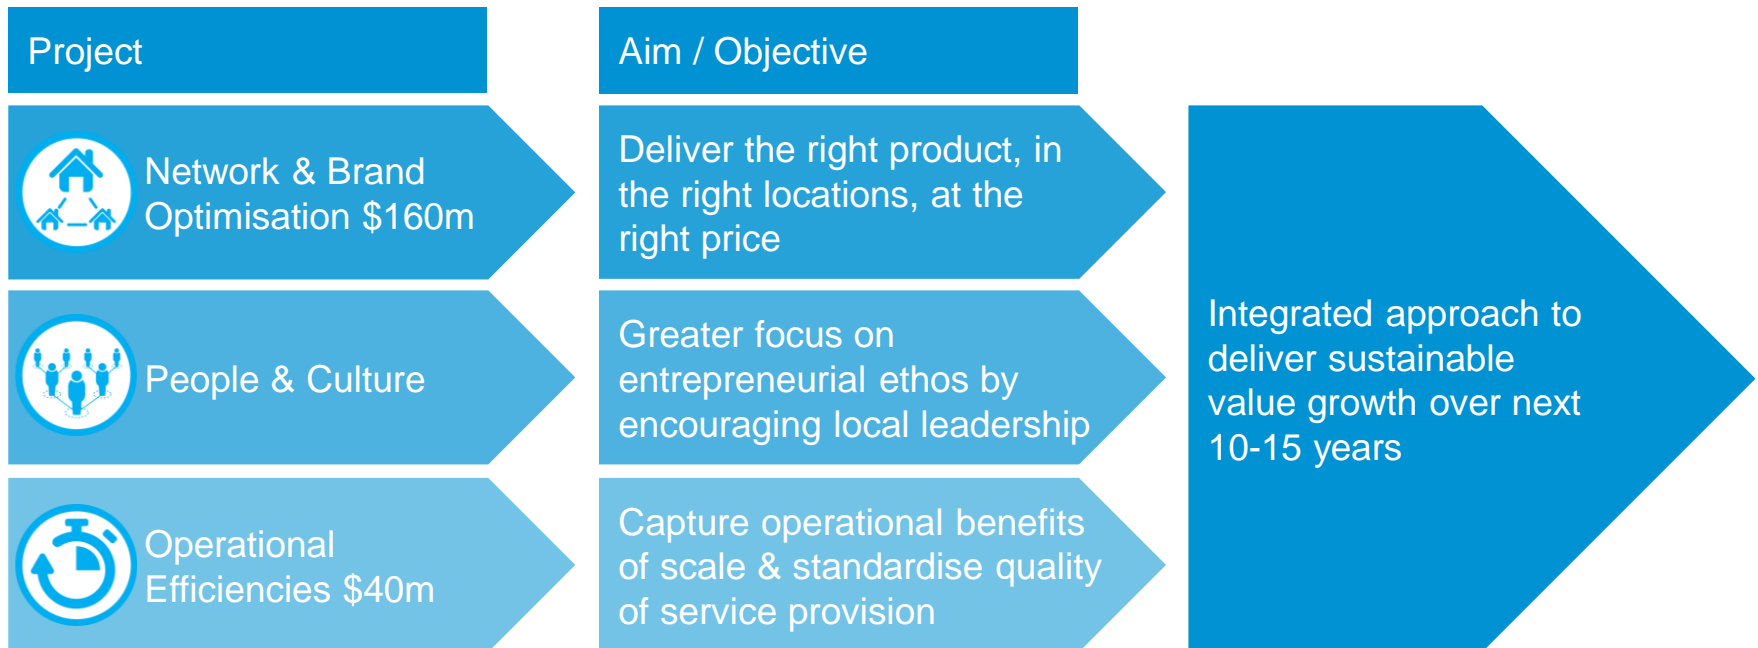 Project
Aim / Objective
Network & Brand
Optimisation $160m
Deliver the right product, in
the right locations, at the
right price
People & Culture
Greater focus on
entrepreneurial ethos by
encouraging local leadership
Operational
Efficiencies $40m
Capture operational benefits
of scale & standardise quality
of service provision
Integrated approach to
deliver sustainable
value growth over next
10-15 years